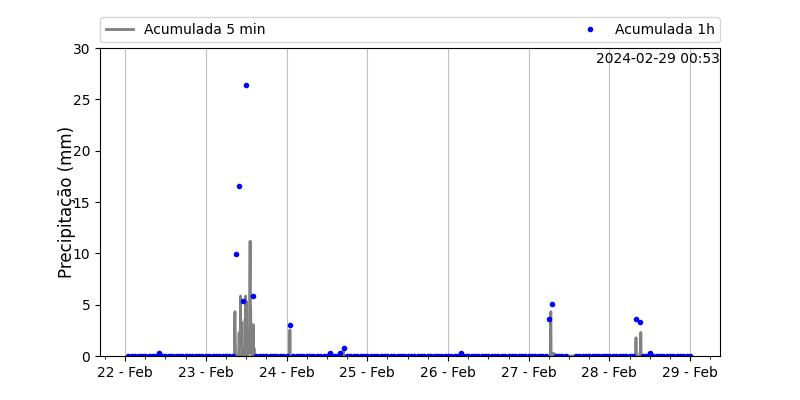 Acumulada 5 min
Acumulada 1h
2024-02-29 00:53
Precipitação (mm)
30
25
20
15
10
5
0
22 - Feb
23 - Feb
24 - Feb
25 - Feb
26 - Feb
27 - Feb
28 - Feb
29 - Feb